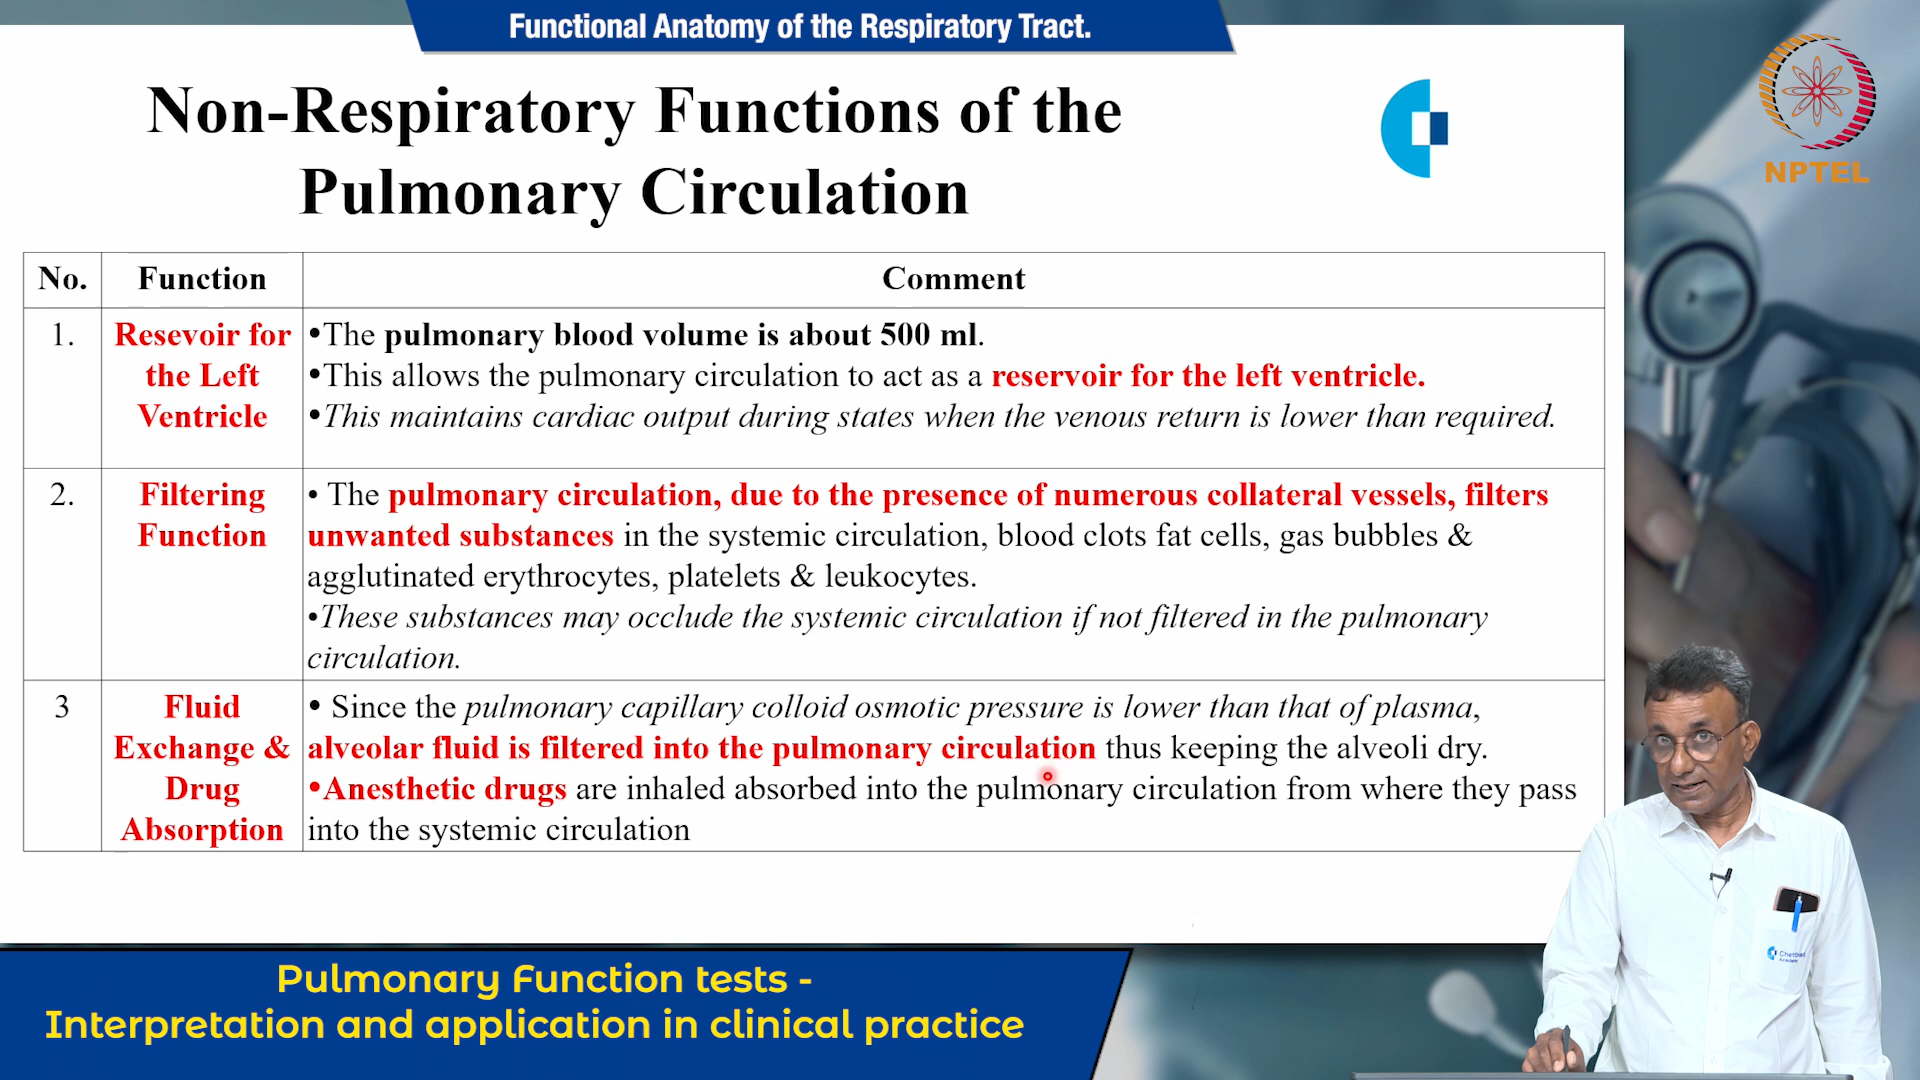 Functional Anatomy of the Respiratory Tract.
Non-Respiratory Functions of the
Pulmonary Circulation
NPTEL
No. Function Comment
1. Resevoir for the Left Ventricle
•The pulmonary blood volume is about 500 ml.
•This allows the pulmonary circulation to act as a reservoir for the left ventricle.
•This maintains cardiac output during states when the venous return is lower than required.
2. Filtering Function
• The pulmonary circulation, due to the presence of numerous collateral vessels, filters
unwanted substances in the systemic circulation, blood clots fat cells, gas bubbles &
agglutinated erythrocytes, platelets & leukocytes.
•These substances may occlude the systemic circulation if not filtered in the pulmonary
circulation.
3 Fluid Exchange & Drug Absorption
• Since the pulmonary capillary colloid osmotic pressure is lower than that of plasma,
alveolar fluid is filtered into the pulmonary circulation thus keeping the alveoli dry.
•Anesthetic drugs are inhaled absorbed into the pulmonary circulation from where they pass
into the systemic circulation
Pulmonary Function tests -
Interpretation and application in clinical practice